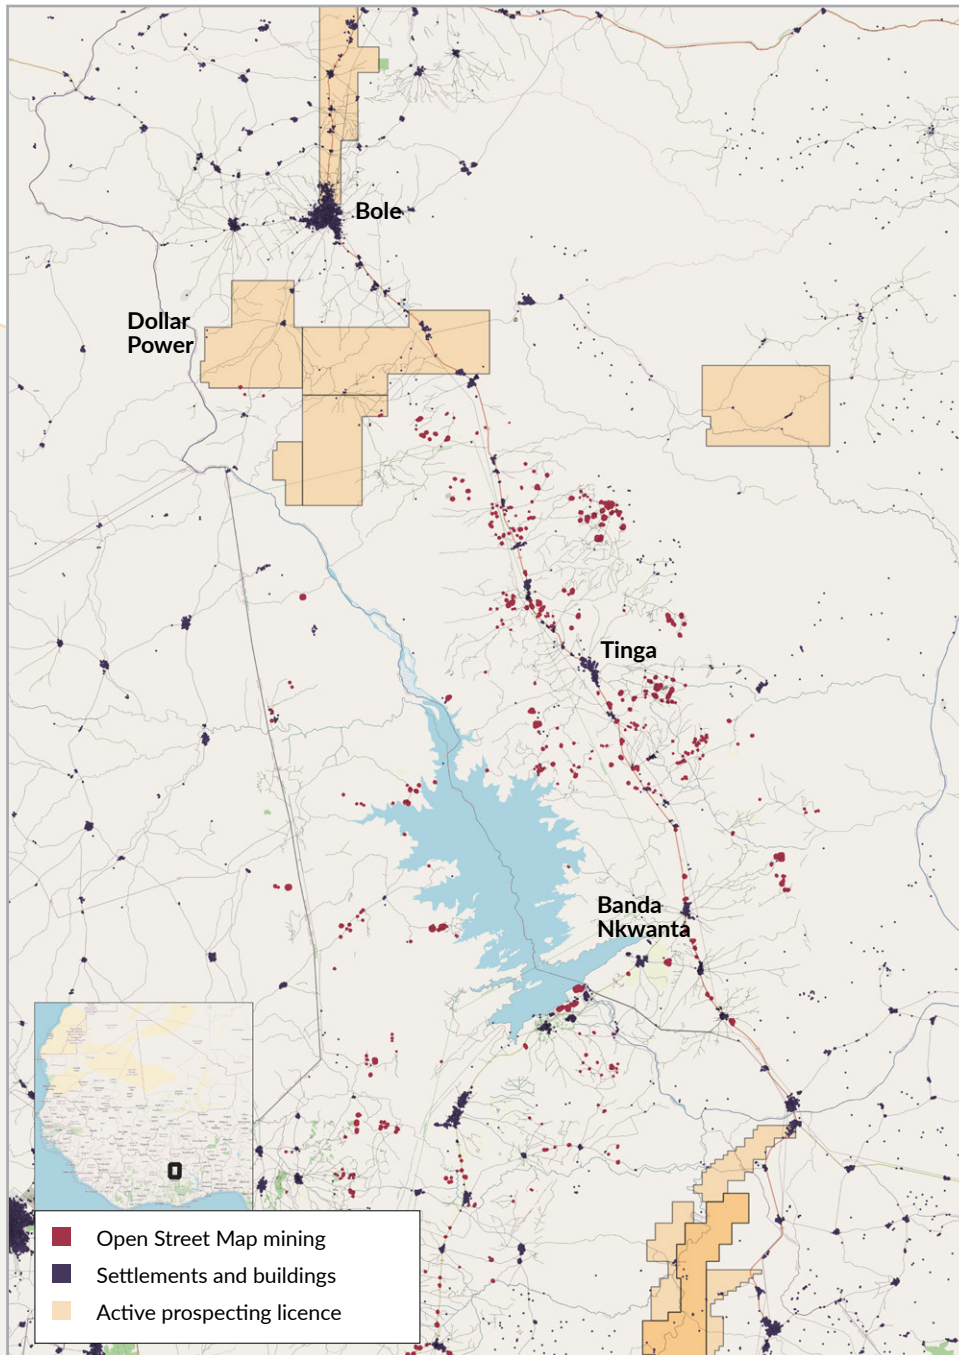 Bole
Dollar
Power
Tinga
Banda
Nkwanta
Open Street Map mining
Settlements and buildings
Active prospecting licence